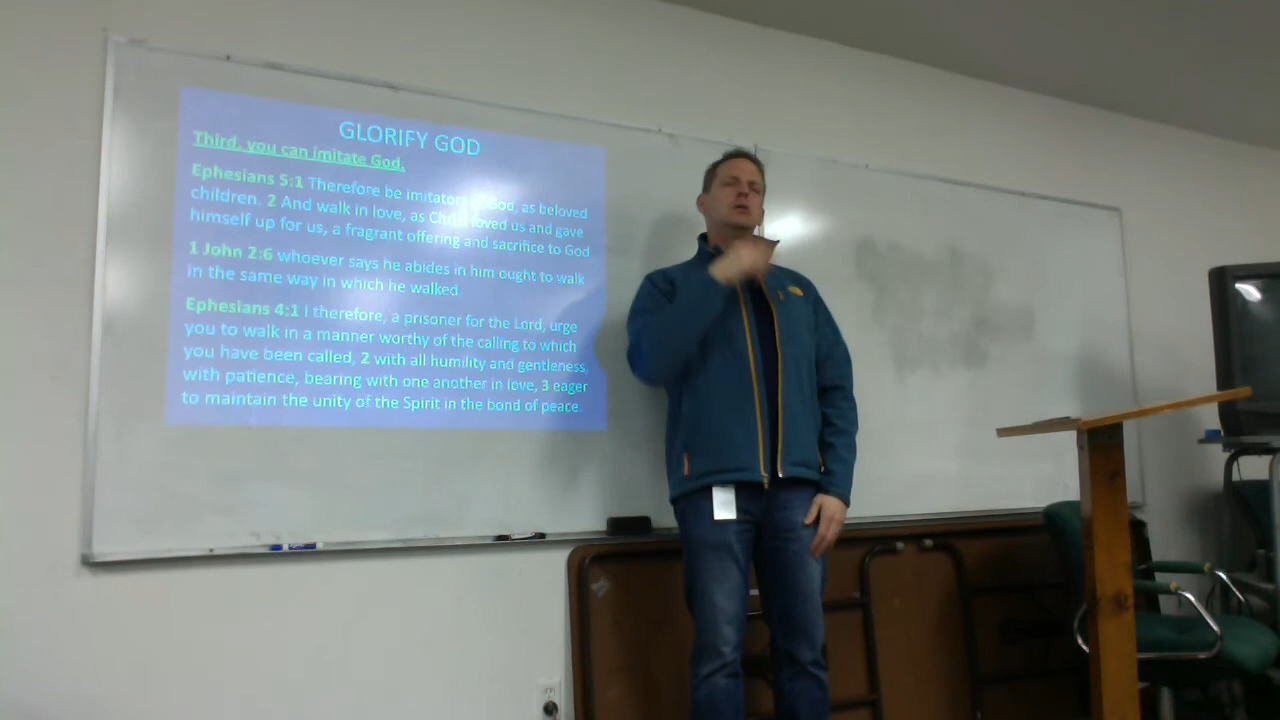 GLORIFY GOD
Third, you can imitate God.
Ephesians 5:1 Therefore be imitators God, as beloved
children. 2 And walk in love, as Christ loved us and gave
himself up for us, a fragrant offering and sacrifice to God
1 John 2:6 whoever says he abides in him ought to walk
in the same way in which he walked
Ephesians 4:1 I therefore, a prisoner for the Lord, urge
you to walk in a manner worthy of the calling to which
you have been called, 2 with all humility and gentleness,
with patience, bearing with one another in love, 3 eager
to maintain the unity of the Spirit in the bond of peace.